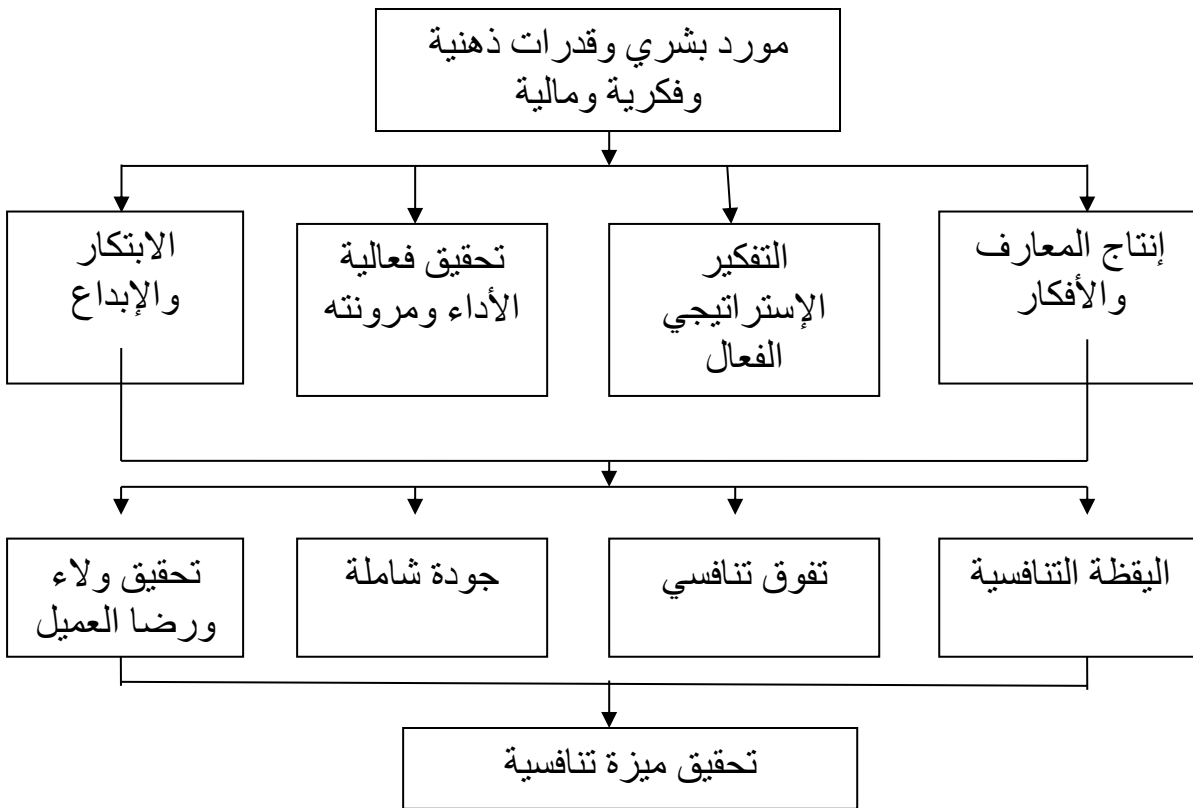 مورد بشري وقدرات ذهنية
وفكرية ومالية
إنتاج المعارف
والأفكار
التفكير
الإستراتيجي
الفعال
تحقيق فعالية
الأداء ومرونته
الابتكار
والإبداع
اليقظة التنافسية
تفوق تنافسي
جودة شاملة
تحقيق ولاء
ورضا العميل
تحقيق ميزة تنافسية